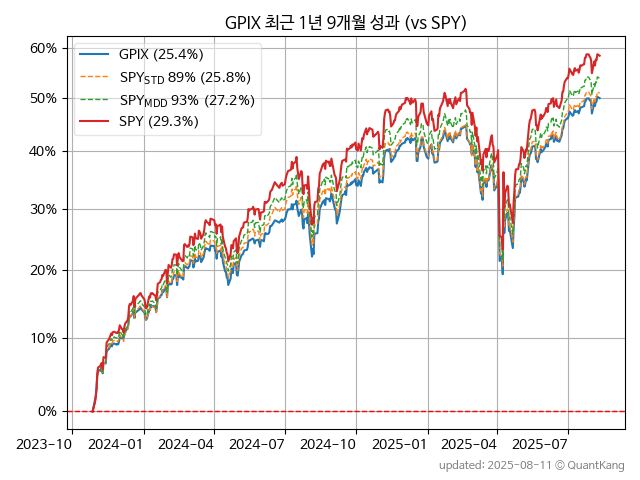 GPIX 최근 1년 9개월 성과 (vs SPY)
60%
50%
40%
30%
20%
10%
0%
GPIX (25.4%)
SPY_STD 89% (25.8%)
SPY_MDD 93% (27.2%)
SPY (29.3%)
2023-10 2024-01 2024-04 2024-07 2024-10 2025-01 2025-04 2025-07
updated: 2025-08-11 © QuantKang